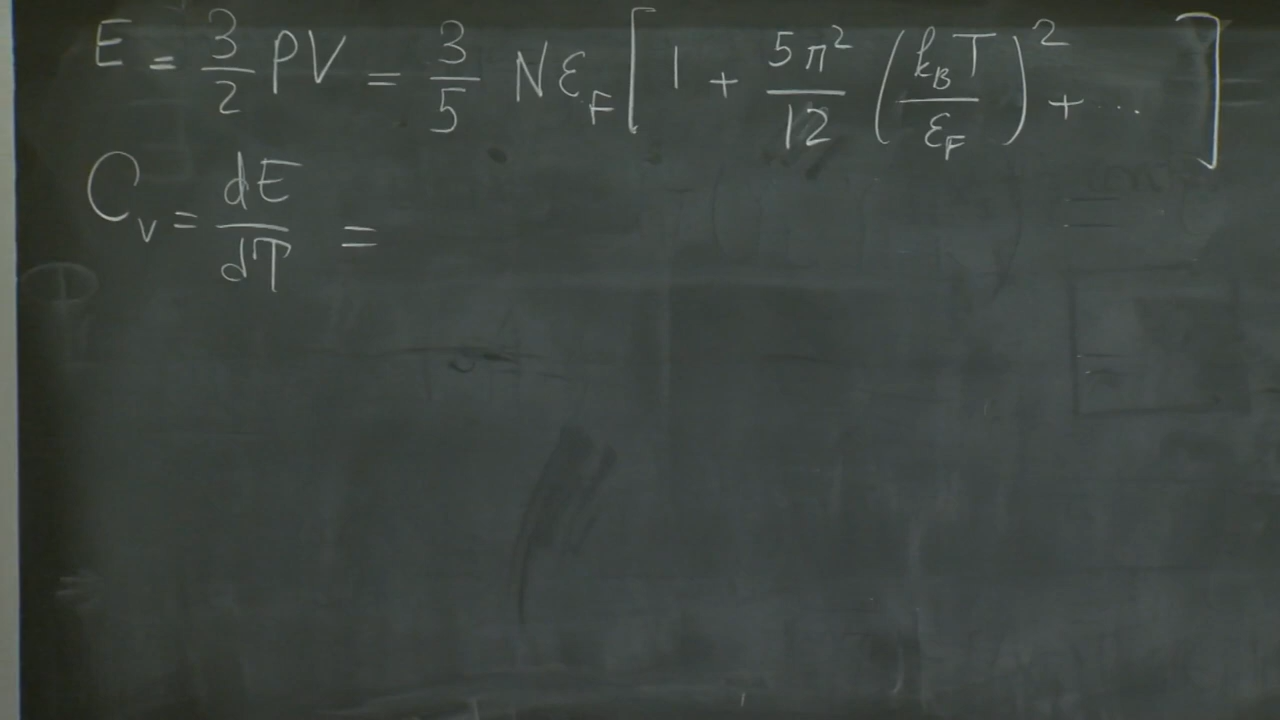 E = 3/2 PV = 3/5 Nε_F [ 1 + 5π²/12 (k_B T/ε_F)² + ... ]
C_v = dE/dT =